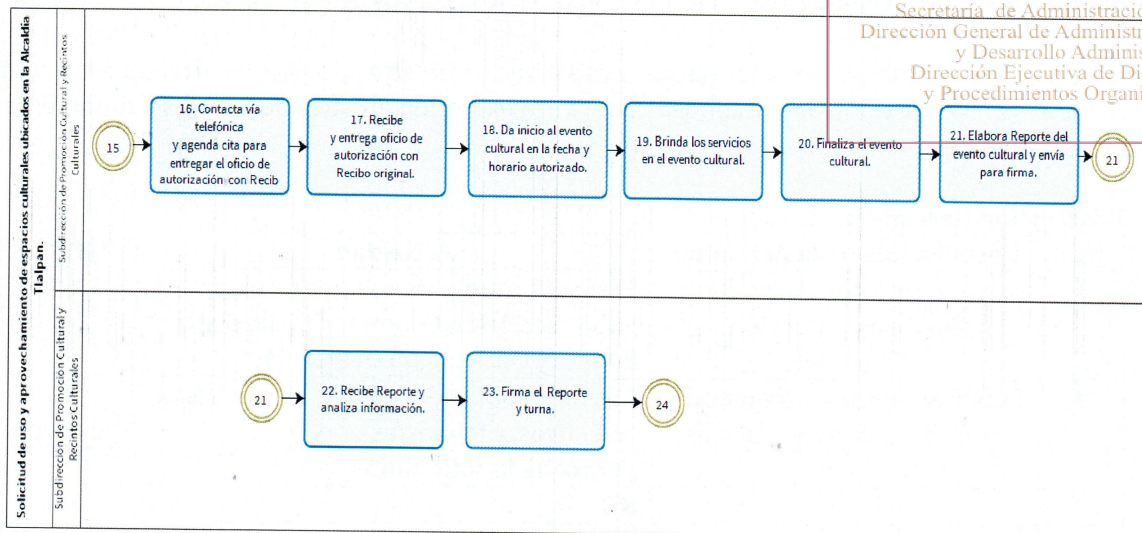 Secretaría de Administració
Dirección General de Administr
y Desarrollo Adminis
Dirección Ejecutiva de Di
y Procedimientos Organi
Solicitud de uso y aprovechamiento de espacios culturales ubicados en la Alcaldía
Tlalpan.
Subdirección de Promoción Cultural y Recintos
Culturales
15
16. Contacta vía
telefónica
y agenda cita para
entregar el oficio de
autorización con Recib
17. Recibe
y entrega oficio de
autorización con
Recibo original.
18. Da inicio al evento
cultural en la fecha y
horario autorizado.
19. Brinda los servicios
en el evento cultural.
20. Finaliza el evento
cultural.
21. Elabora Reporte del
evento cultural y envía
para firma.
21
Subdirección de Promoción Cultural y
Recintos Culturales
21
22. Recibe Reporte y
analiza información.
23. Firma el Reporte
y turna.
24